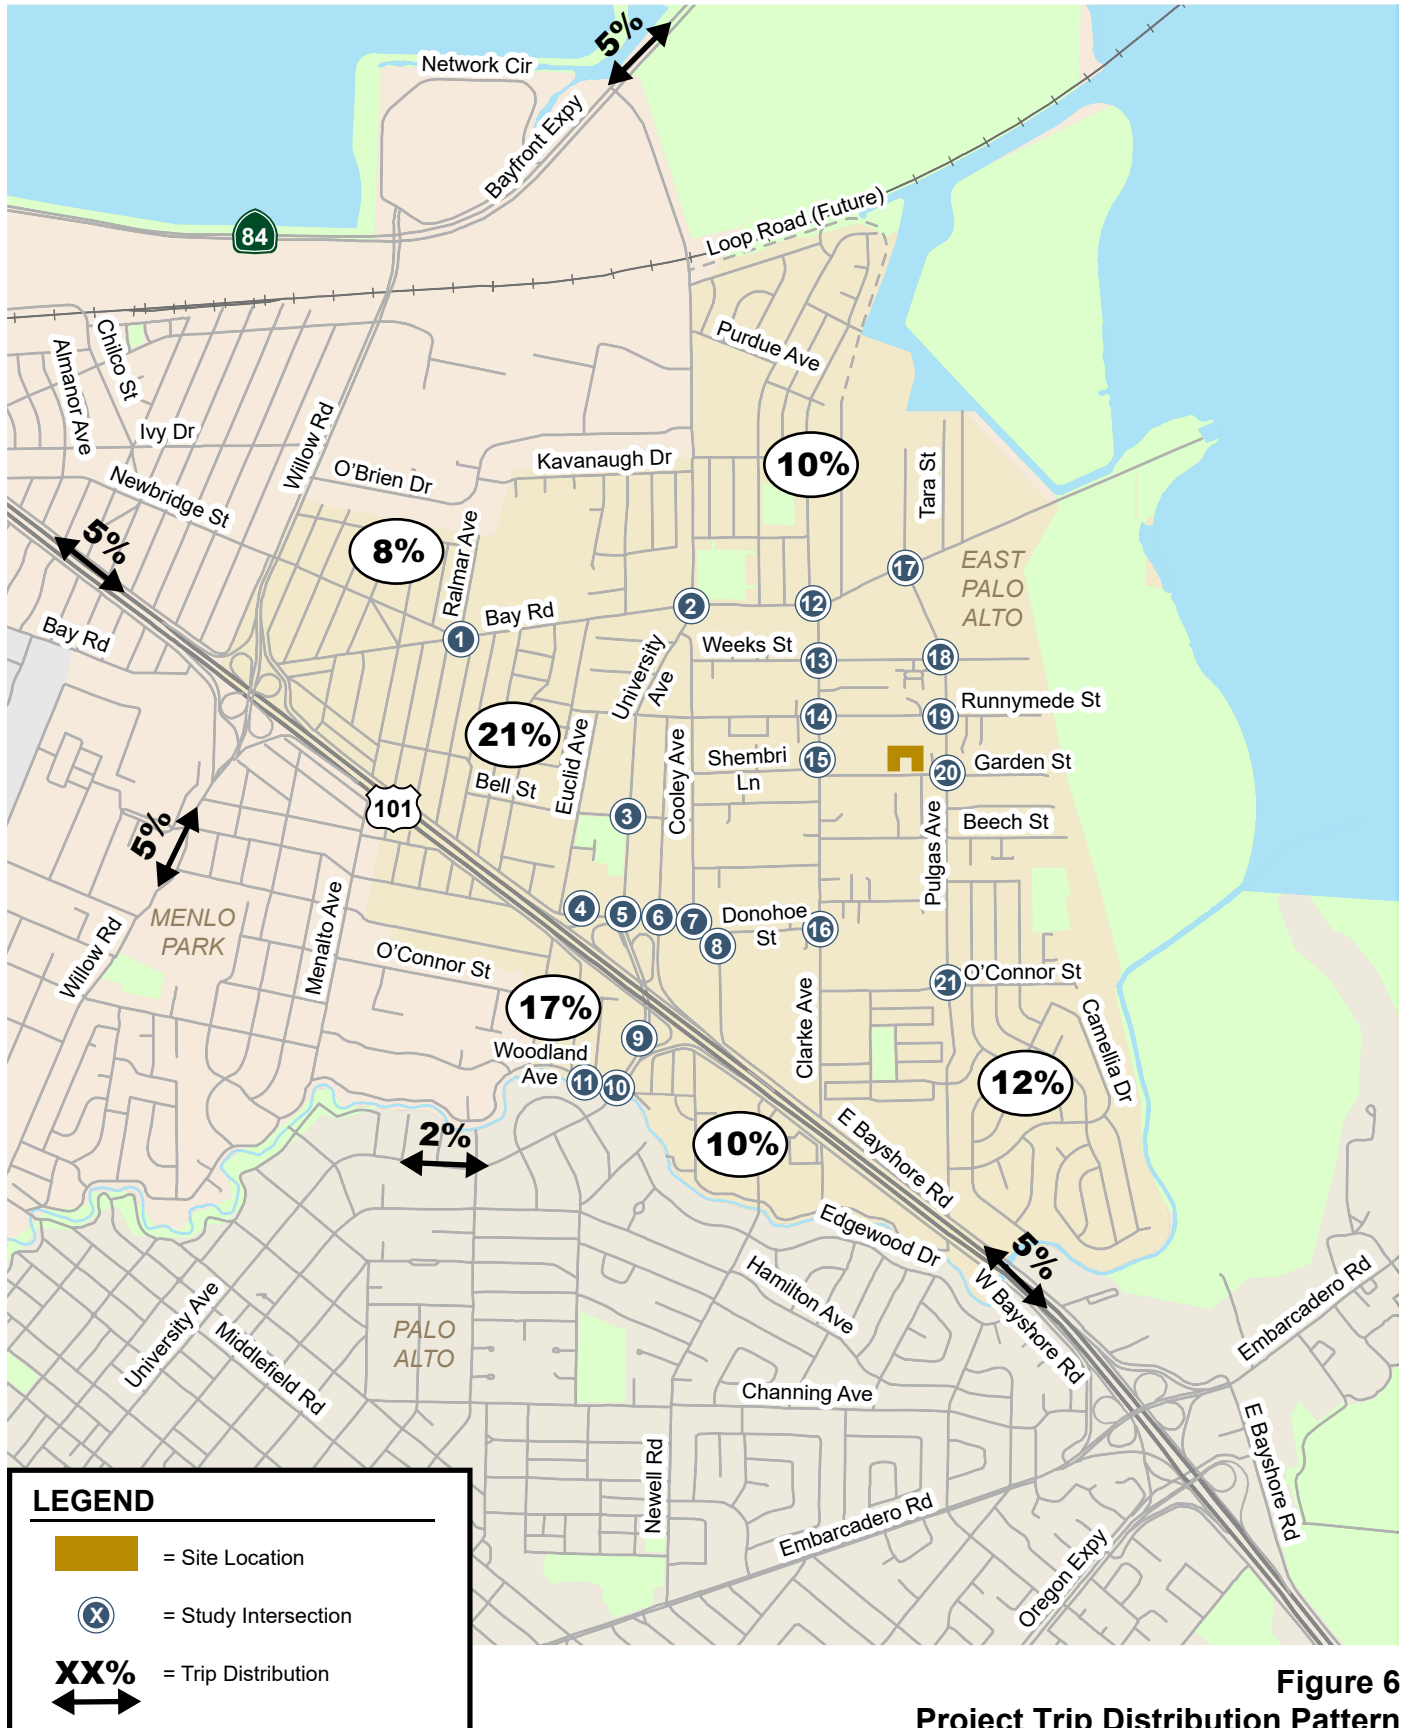 5%
Network Cir
Bayfront Expy
84
Loop Road (Future)
Purdue Ave
Chilco St
Almanor Ave
Ivy Dr
Willow Rd
Newbridge St
O'Brien Dr
Kavanaugh Dr
10%
Tara St
5%
8%
Ralmar Ave
17
EAST
PALO
ALTO
Bay Rd
1
Bay Rd
2
12
University
Ave
Weeks St
13
18
21%
14
19
Runnymede St
Euclid Ave
Cooley Ave
Shembri
Ln
15
20
Garden St
Bell St
101
3
5%
Pulgas Ave
Beech St
MENLO
PARK
Willow Rd
Menalto Ave
4
5
6
7
8
Donohoe
St
16
O'Connor St
21
O'Connor St
17%
9
Clarke Ave
Camellia Dr
Woodland
Ave
11
10
12%
2%
10%
E Bayshore Rd
Edgewood Dr
5%
W Bayshore Rd
Hamilton Ave
Embarcadero Rd
University Ave
Middlefield Rd
PALO
ALTO
Channing Ave
E Bayshore Rd
Newell Rd
Embarcadero Rd
Oregon Expy
LEGEND
= Site Location
X
= Study Intersection
XX%
= Trip Distribution
Figure 6
Project Trip Distribution Pattern